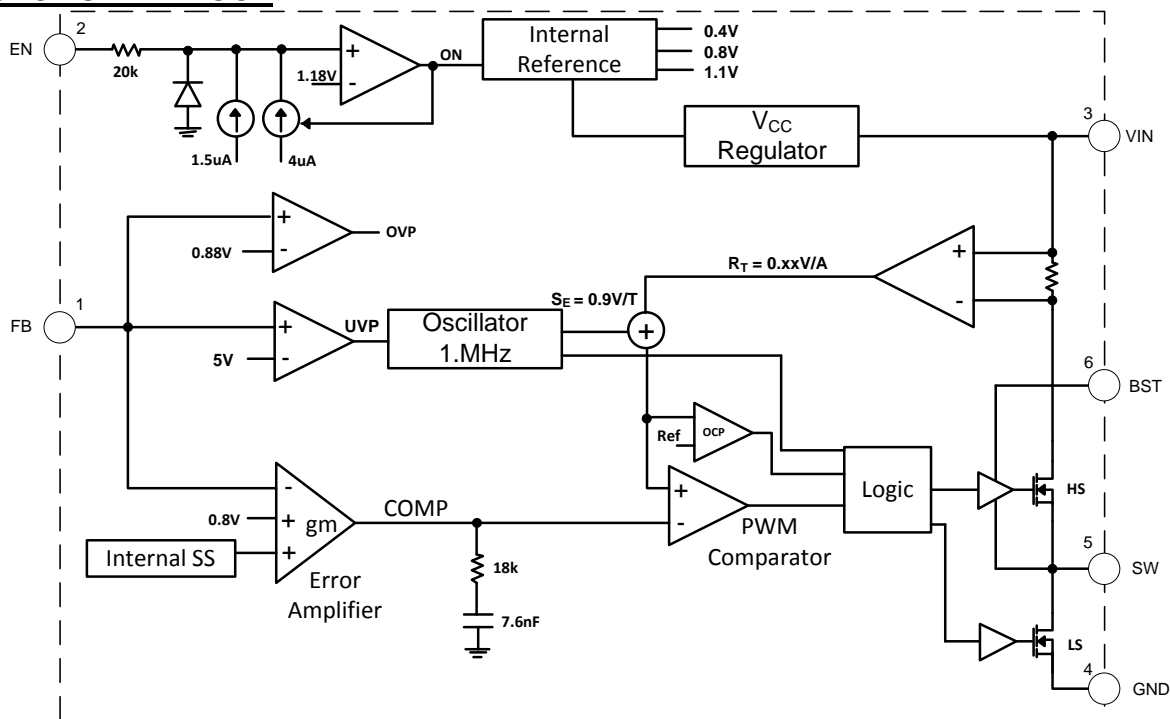 2
EN
20k
1.18V
+
-
ON
Internal
Reference
0.4V
0.8V
1.1V
1.5uA
4uA
V_CC
Regulator
3
VIN
+
-
0.88V
OVP
R_T = 0.xxV/A
+
-
1
FB
+
-
5V
UVP
Oscillator
1.MHz
S_E = 0.9V/T
+
6
BST
Ref
OCP
Logic
HS
-
0.8V
+
+
gm
COMP
Internal SS
Error
Amplifier
+
-
PWM
Comparator
18k
7.6nF
5
SW
LS
4
GND